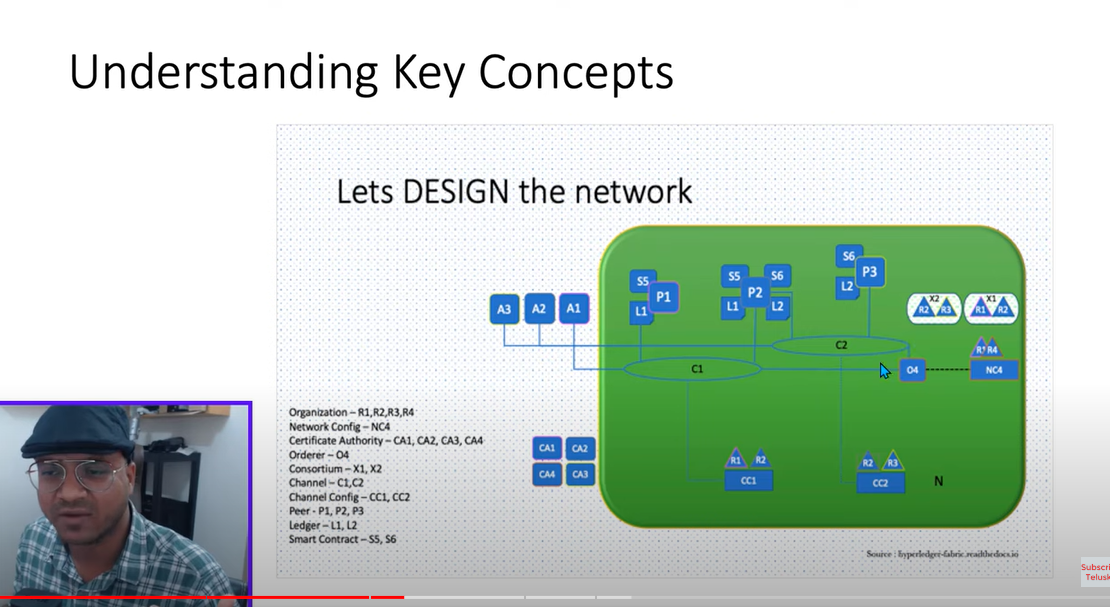 Understanding Key Concepts
Lets DESIGN the network
S6
P3
L2
S5
P1
L1
S5
S6
P2
L1
L2
X2
R2
R3
X1
R1
R2
A3
A2
A1
C2
R4
C1
O4
NC4
Organization – R1,R2,R3,R4
Network Config – NC4
Certificate Authority – CA1, CA2, CA3, CA4
Orderer – O4
Consortium – X1, X2
Channel – C1,C2
Channel Config – CC1, CC2
Peer - P1, P2, P3
Ledger – L1, L2
Smart Contract – S5, S6
CA1
CA2
CA4
CA3
R1
R2
CC1
R2
R3
CC2
N
Source : hyperledger-fabric.readthedocs.io